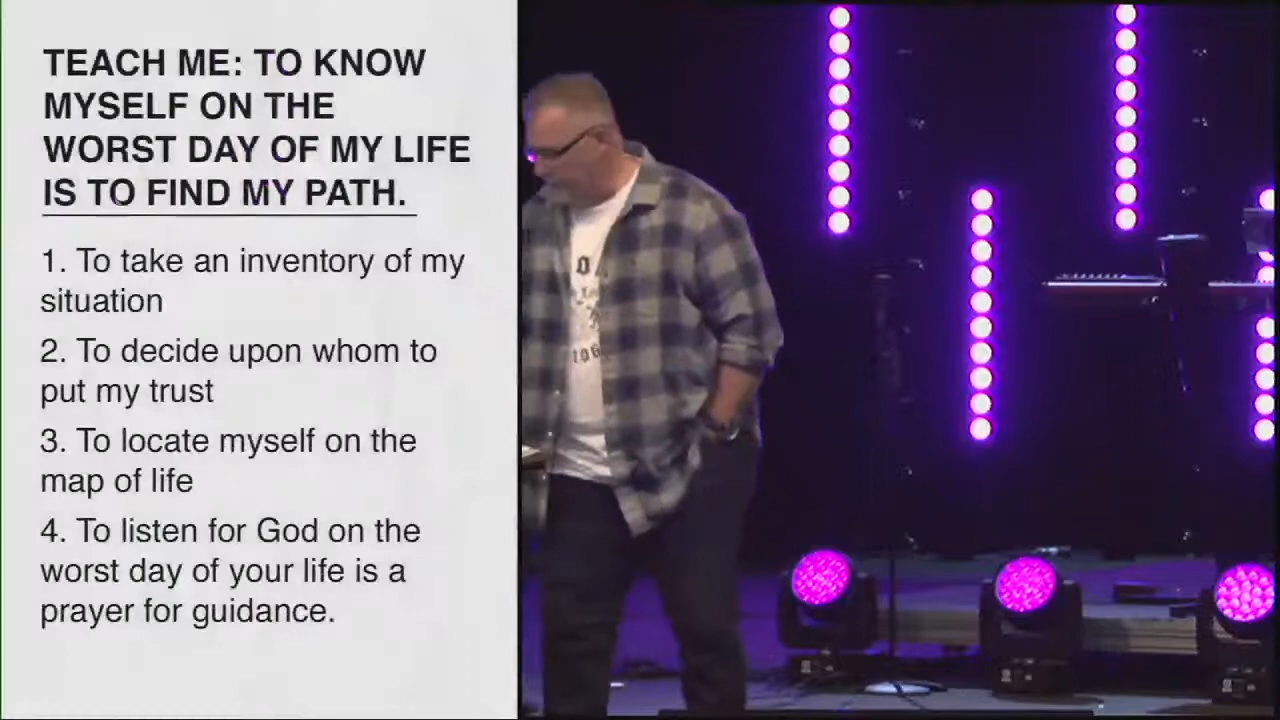 TEACH ME: TO KNOW
MYSELF ON THE
WORST DAY OF MY LIFE
IS TO FIND MY PATH.
1. To take an inventory of my
situation
2. To decide upon whom to
put my trust
3. To locate myself on the
map of life
4. To listen for God on the
worst day of your life is a
prayer for guidance.